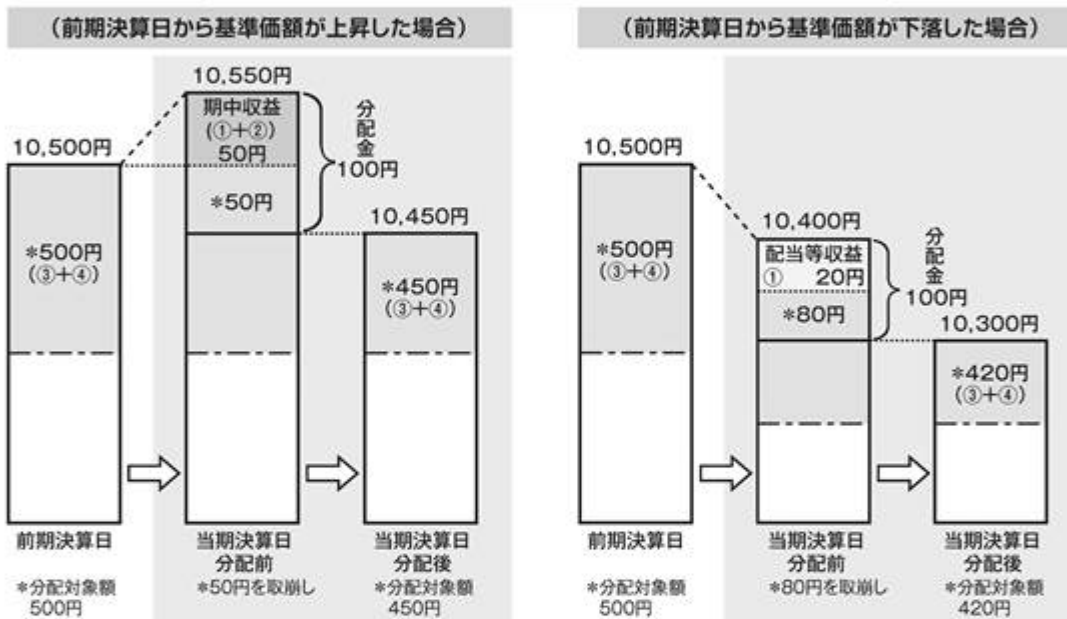 （前期決算日から基準価額が上昇した場合）
10,550円
期中収益
(①＋②)
50円
分配金
100円
10,500円
＊50円
10,450円
＊500円
(③＋④)
＊450円
(③＋④)
前期決算日
当期決算日
分配前
当期決算日
分配後
＊分配対象額
500円
＊50円を取崩し
＊分配対象額
450円
（前期決算日から基準価額が下落した場合）
10,500円
10,400円
配当等収益
① 20円
分配金
100円
＊500円
(③＋④)
＊80円
10,300円
＊420円
(③＋④)
前期決算日
当期決算日
分配前
当期決算日
分配後
＊分配対象額
500円
＊80円を取崩し
＊分配対象額
420円